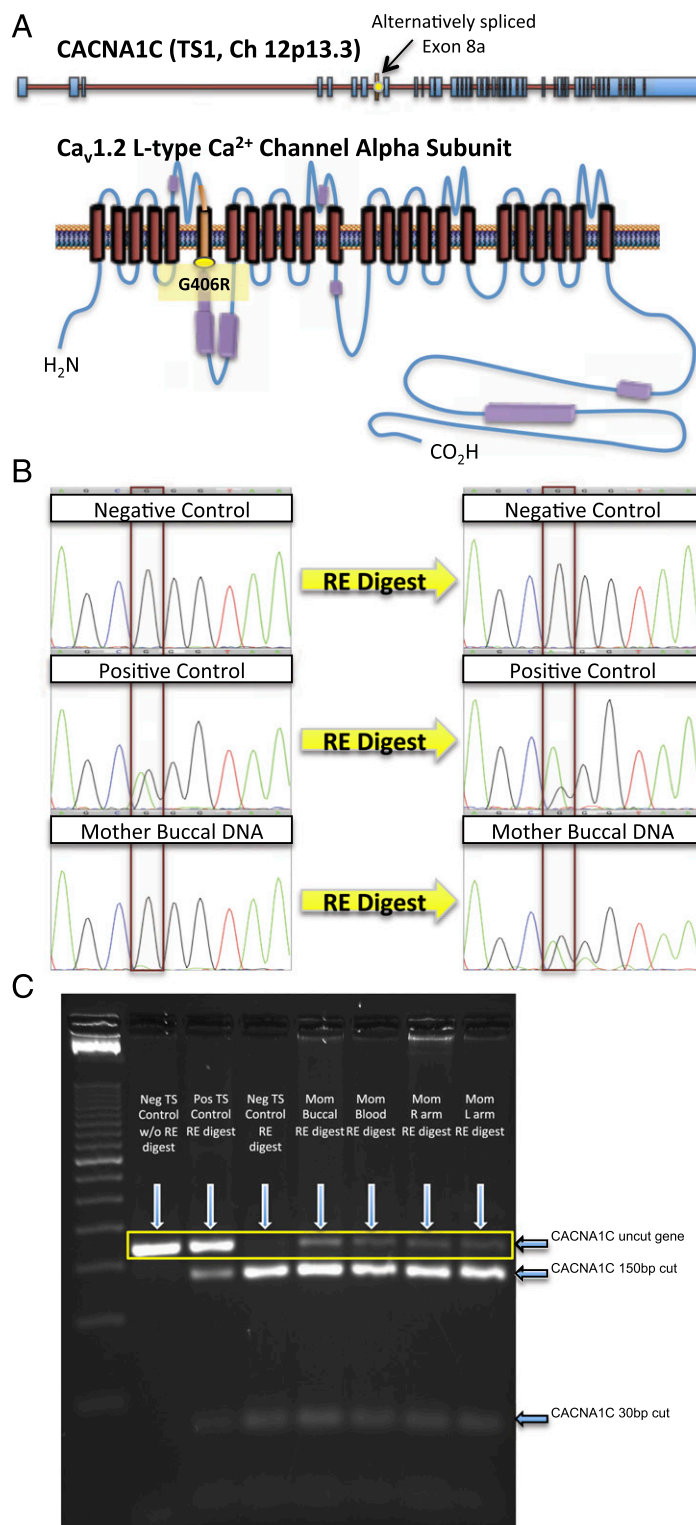 A
Alternatively spliced
Exon 8a
CACNA1C (TS1, Ch 12p13.3)
Caᵥ1.2 L-type Ca²⁺ Channel Alpha Subunit
G406R
H₂N
CO₂H
B
A G C G G G T A A
Negative Control
Negative Control
RE Digest
Positive Control
Positive Control
RE Digest
Mother Buccal DNA
Mother Buccal DNA
RE Digest
C
Neg TS
Control
w/o RE
digest
Pos TS
Control
RE digest
Neg TS
Control
RE
digest
Mom
Buccal
RE digest
Mom
Blood
RE digest
Mom
R arm
RE digest
Mom
L arm
RE digest
CACNA1C uncut gene
CACNA1C 150bp cut
CACNA1C 30bp cut